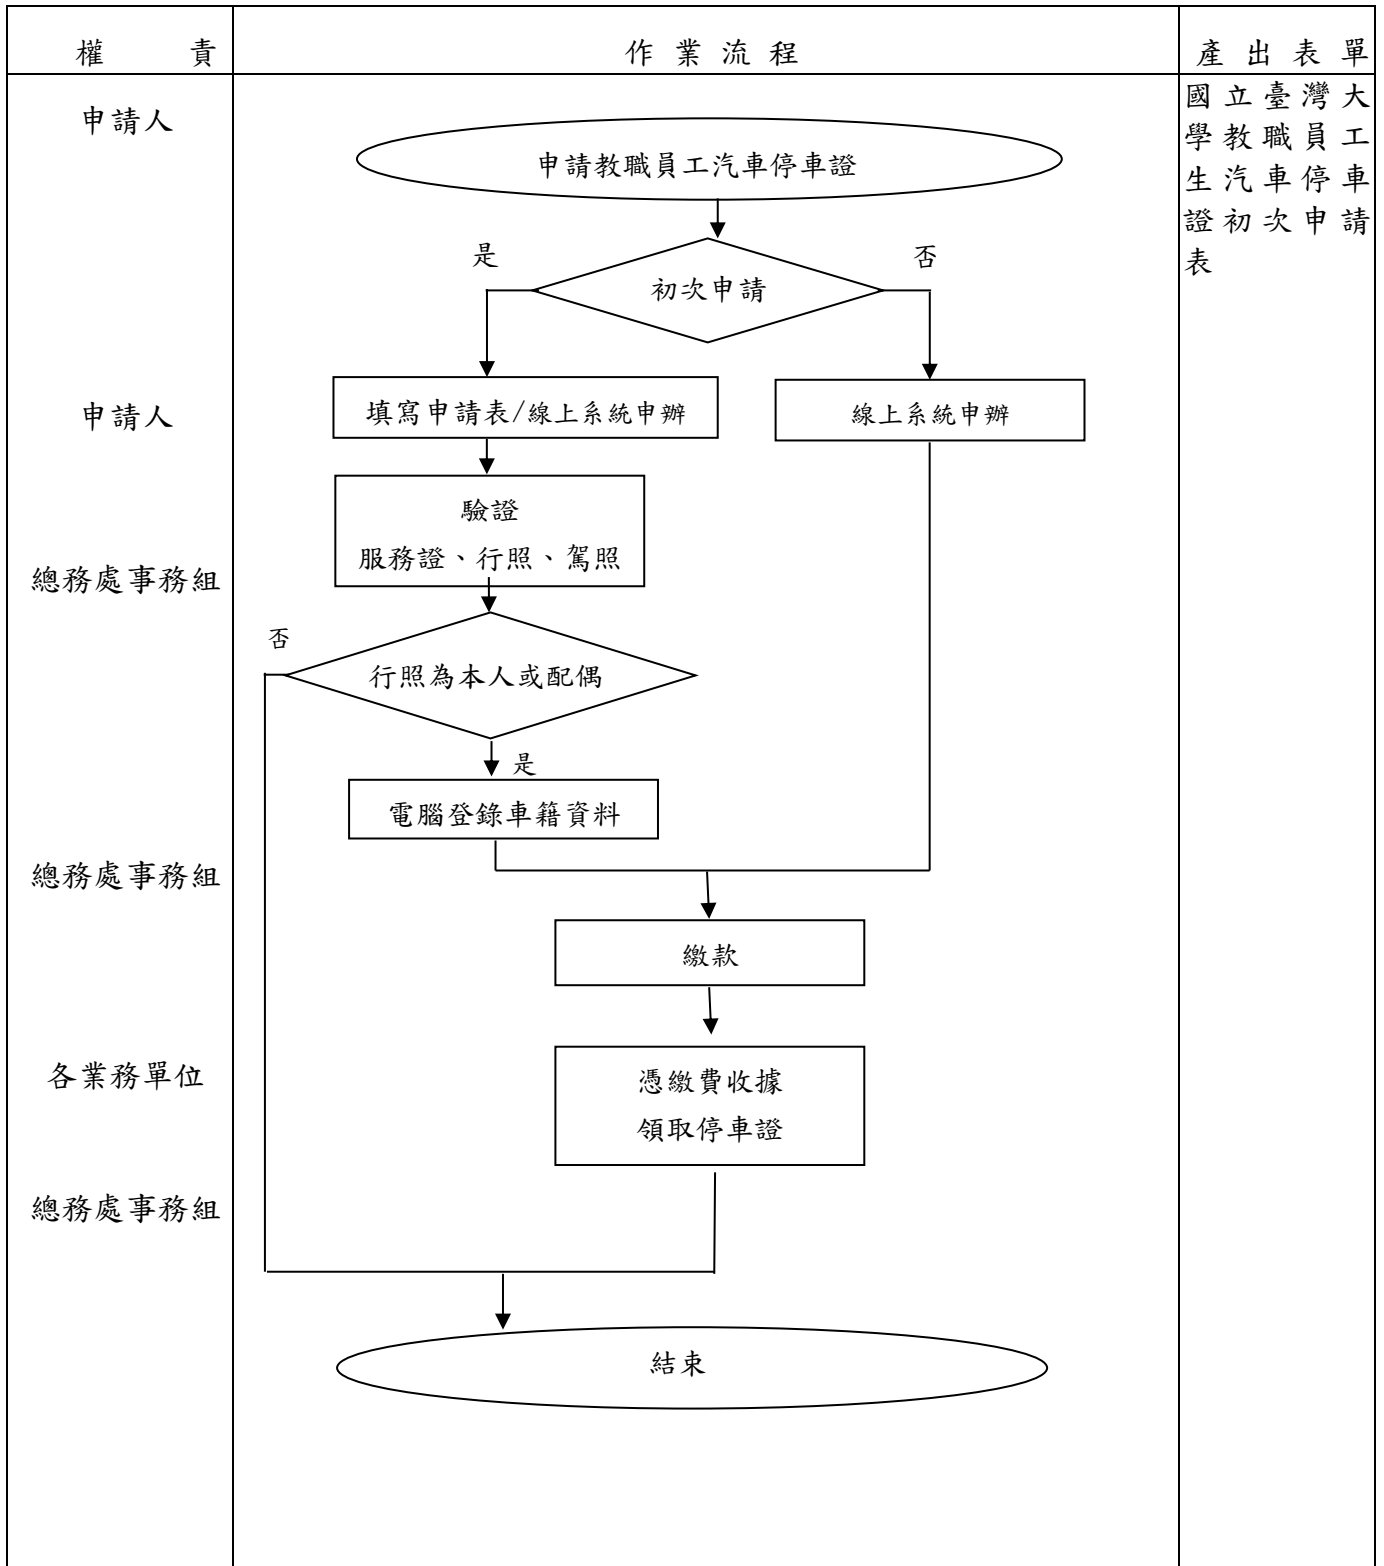 權 責
作 業 流 程
產 出 表 單
申請人
國立臺灣大
學教職員工
生汽車停車
證初次申請
表
申請教職員工汽車停車證
是
否
初次申請
申請人
填寫申請表/線上系統申辦
線上系統申辦
驗證
服務證、行照、駕照
總務處事務組
否
行照為本人或配偶
是
電腦登錄車籍資料
總務處事務組
繳款
各業務單位
憑繳費收據
領取停車證
總務處事務組
結束